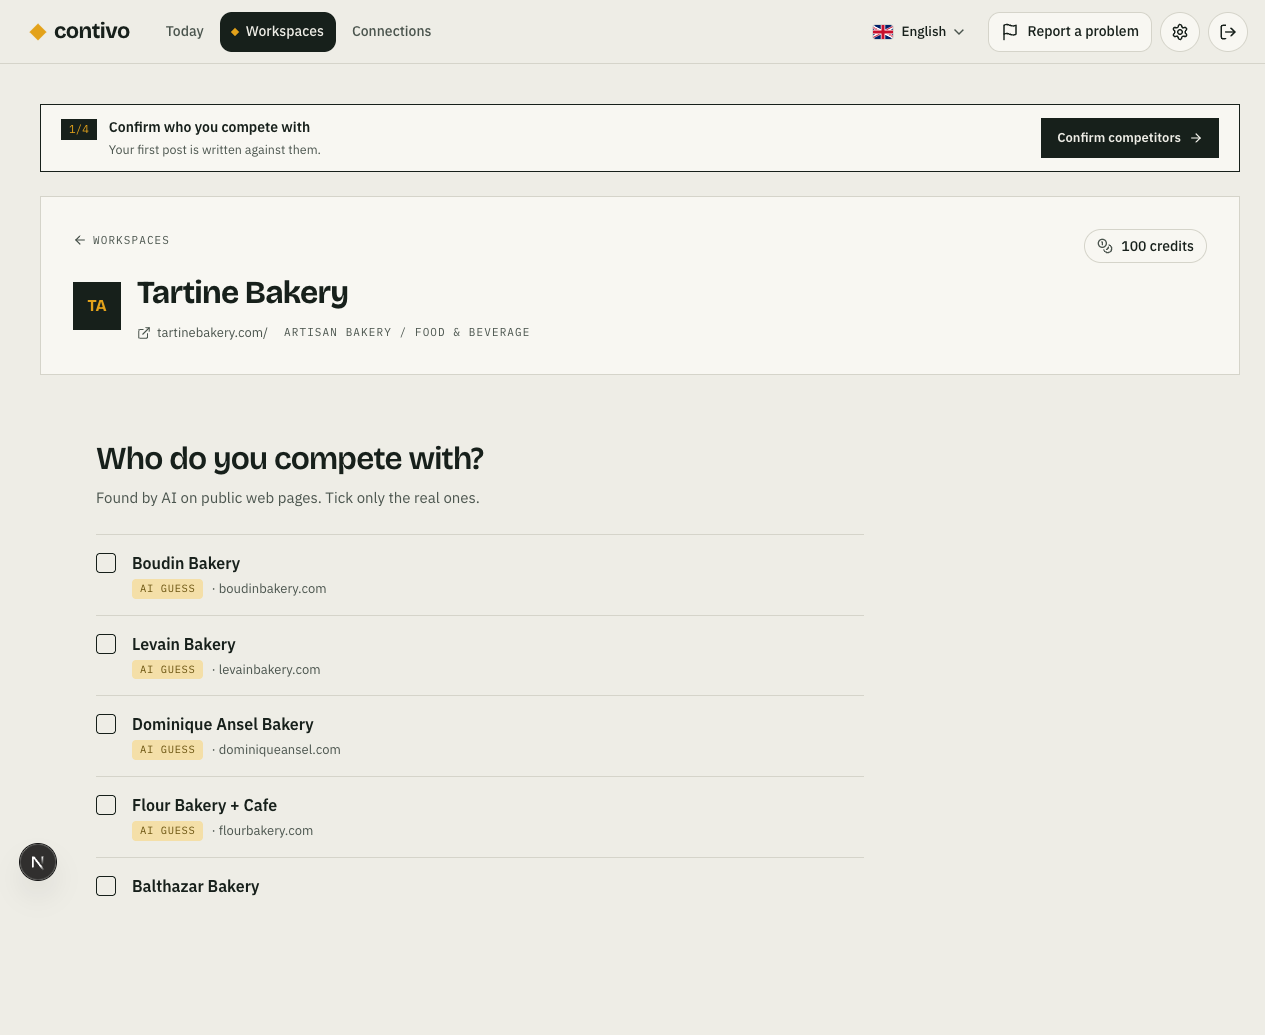 contivo
Today
Workspaces
Connections
English
Report a problem
1/4
Confirm who you compete with
Your first post is written against them.
Confirm competitors
WORKSPACES
100 credits
TA
Tartine Bakery
tartinebakery.com/
ARTISAN BAKERY / FOOD & BEVERAGE
Who do you compete with?
Found by AI on public web pages. Tick only the real ones.
Boudin Bakery
AI GUESS · boudinbakery.com
Levain Bakery
AI GUESS · levainbakery.com
Dominique Ansel Bakery
AI GUESS · dominiqueansel.com
Flour Bakery + Cafe
AI GUESS · flourbakery.com
N
Balthazar Bakery